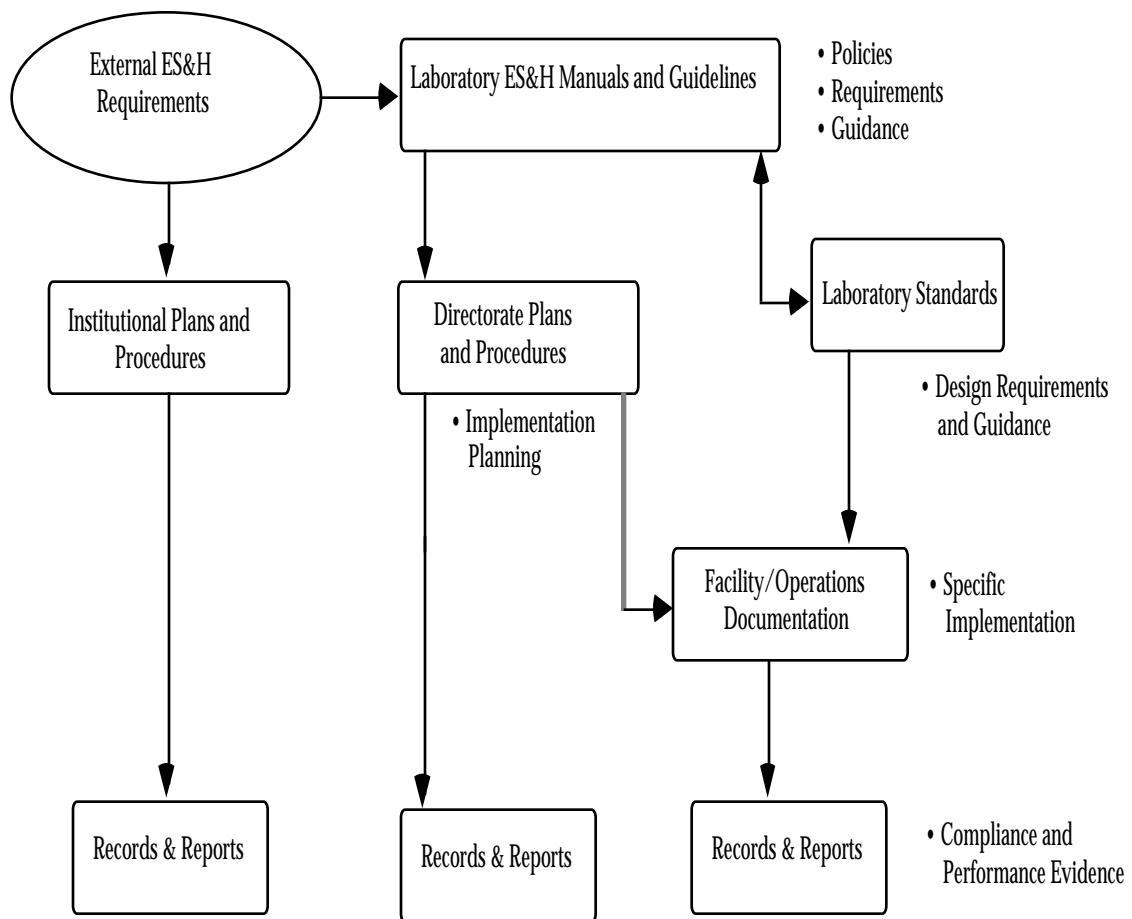 External ES&H
Requirements
Laboratory ES&H Manuals and Guidelines
• Policies
• Requirements
• Guidance
Institutional Plans and
Procedures
Directorate Plans
and Procedures
Laboratory Standards
• Implementation
Planning
• Design Requirements
and Guidance
Facility/Operations
Documentation
• Specific
Implementation
Records & Reports
Records & Reports
Records & Reports
• Compliance and
Performance Evidence